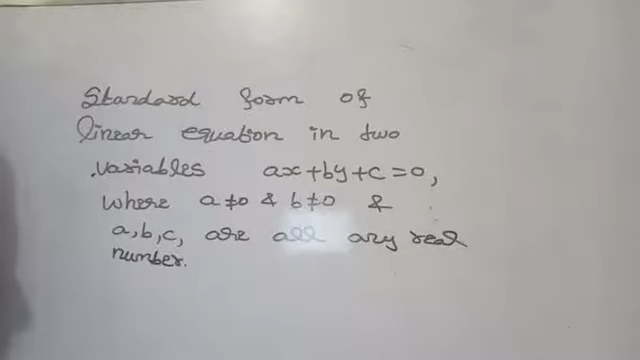 Standard form of
linear equation in two
variables ax+by+c=0,
where a≠0 & b≠0 &
a,b,c, are all any real
number.